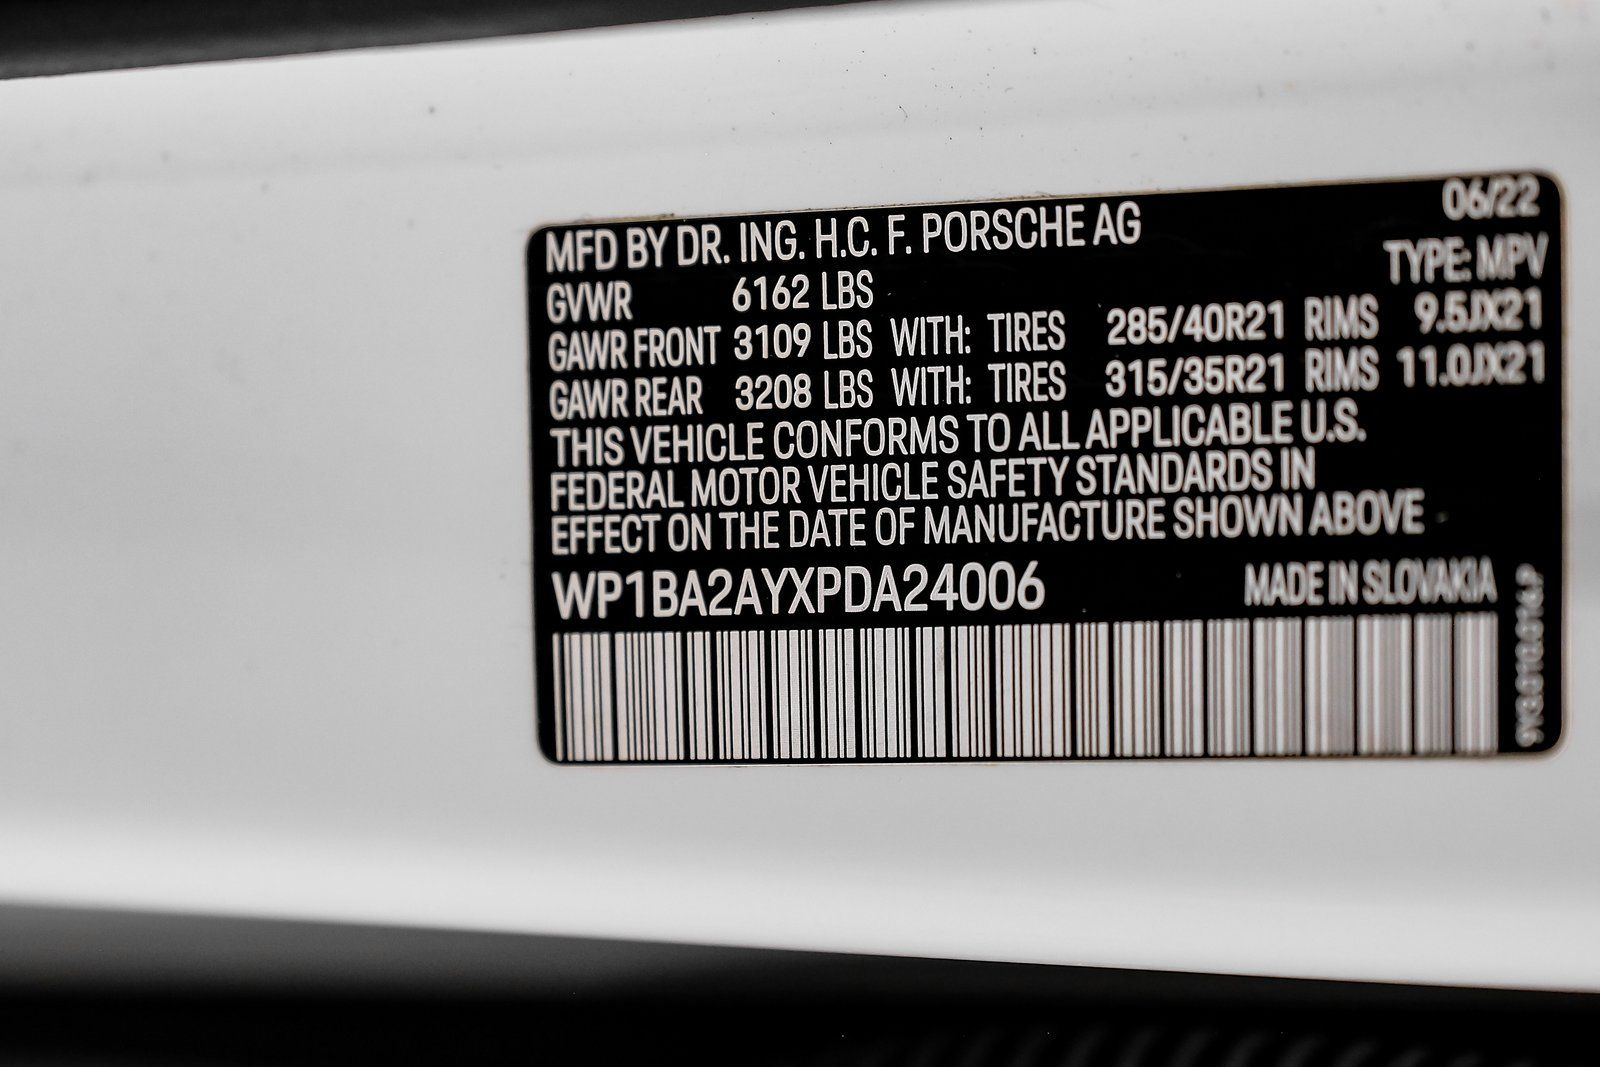 06/22
MFD BY DR. ING. H.C. F. PORSCHE AG
TYPE: MPV
GVWR 6162 LBS
GAWR FRONT 3109 LBS WITH: TIRES 285/40R21 RIMS 9.5JX21
GAWR REAR 3208 LBS WITH: TIRES 315/35R21 RIMS 11.0JX21
THIS VEHICLE CONFORMS TO ALL APPLICABLE U.S.
FEDERAL MOTOR VEHICLE SAFETY STANDARDS IN
EFFECT ON THE DATE OF MANUFACTURE SHOWN ABOVE
WP1BA2AYXPDA24006 MADE IN SLOVAKIA